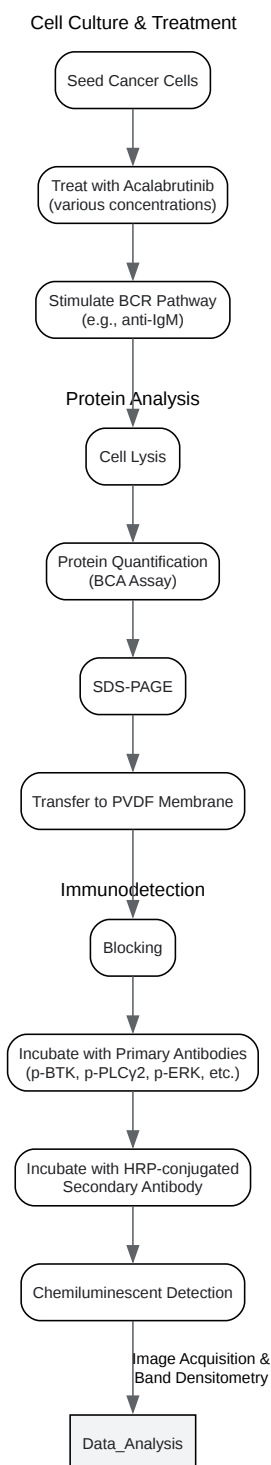 Cell Culture & Treatment
Seed Cancer Cells
Treat with Acalabrutinib
(various concentrations)
Stimulate BCR Pathway
(e.g., anti-IgM)
Protein Analysis
Cell Lysis
Protein Quantification
(BCA Assay)
SDS-PAGE
Transfer to PVDF Membrane
Immunodetection
Blocking
Incubate with Primary Antibodies
(p-BTK, p-PLCγ2, p-ERK, etc.)
Incubate with HRP-conjugated
Secondary Antibody
Chemiluminescent Detection
Image Acquisition &
Band Densitometry
Data_Analysis